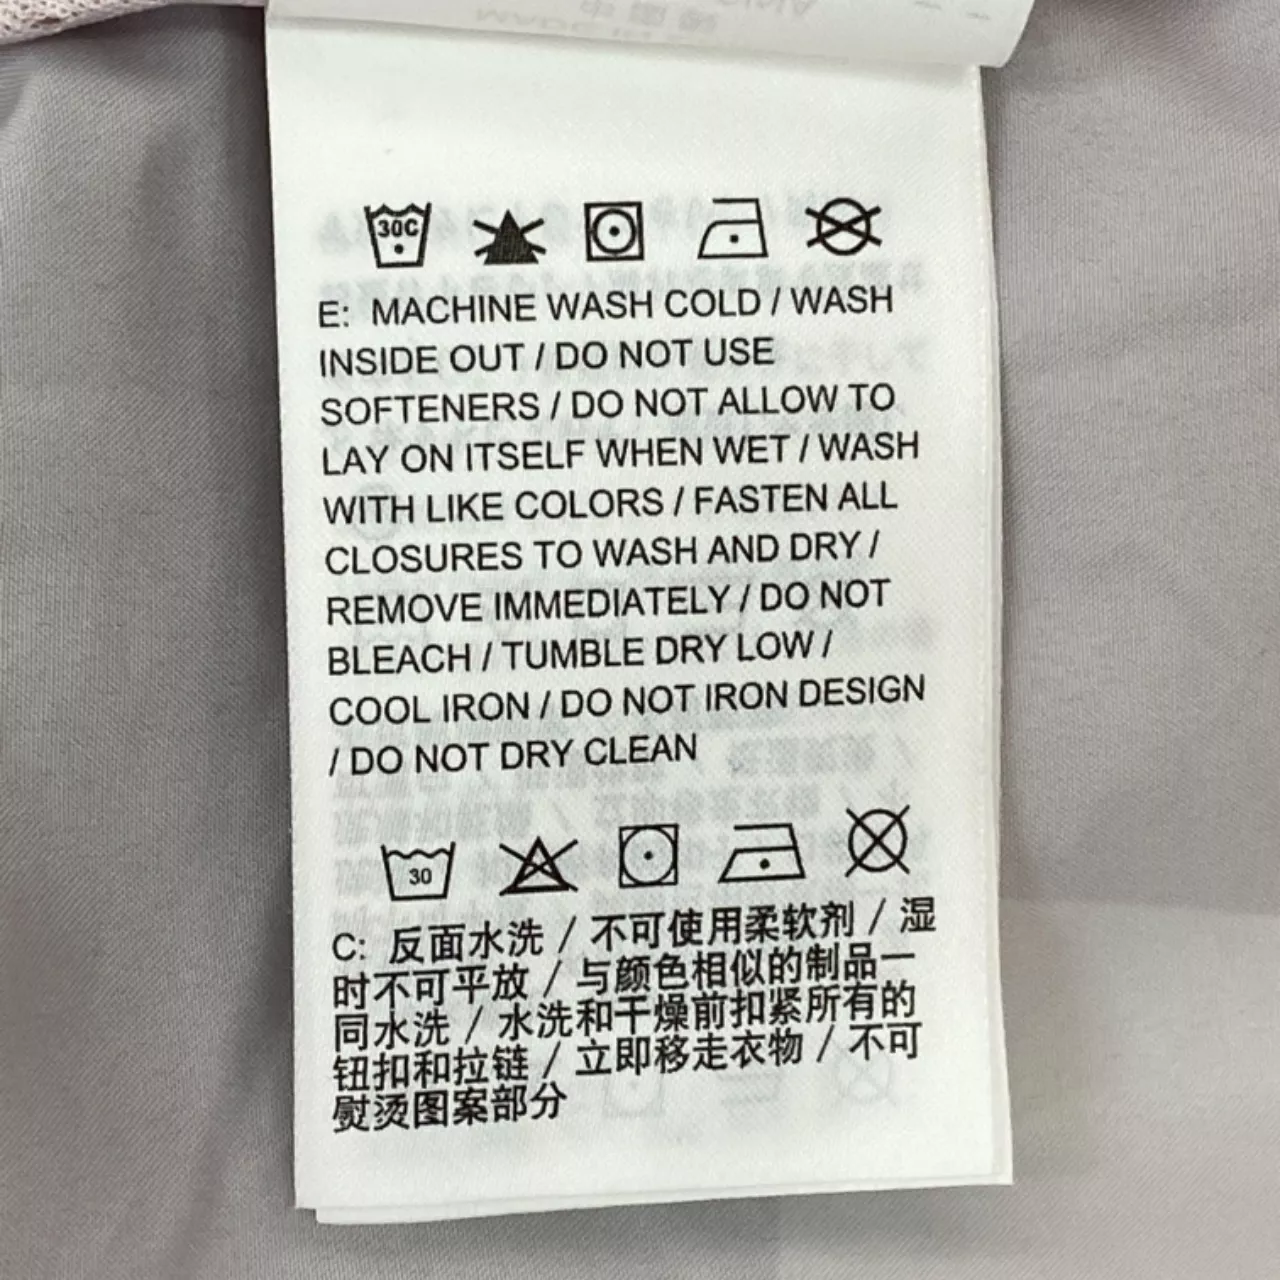 30C
E: MACHINE WASH COLD / WASH
INSIDE OUT / DO NOT USE
SOFTENERS / DO NOT ALLOW TO
LAY ON ITSELF WHEN WET / WASH
WITH LIKE COLORS / FASTEN ALL
CLOSURES TO WASH AND DRY /
REMOVE IMMEDIATELY / DO NOT
BLEACH / TUMBLE DRY LOW /
COOL IRON / DO NOT IRON DESIGN
/ DO NOT DRY CLEAN
30
C: 反面水洗 / 不可使用柔软剂 / 湿
时不可平放 / 与颜色相似的制品一
同水洗 / 水洗和干燥前扣紧所有的
钮扣和拉链 / 立即移走衣物 / 不可
熨烫图案部分